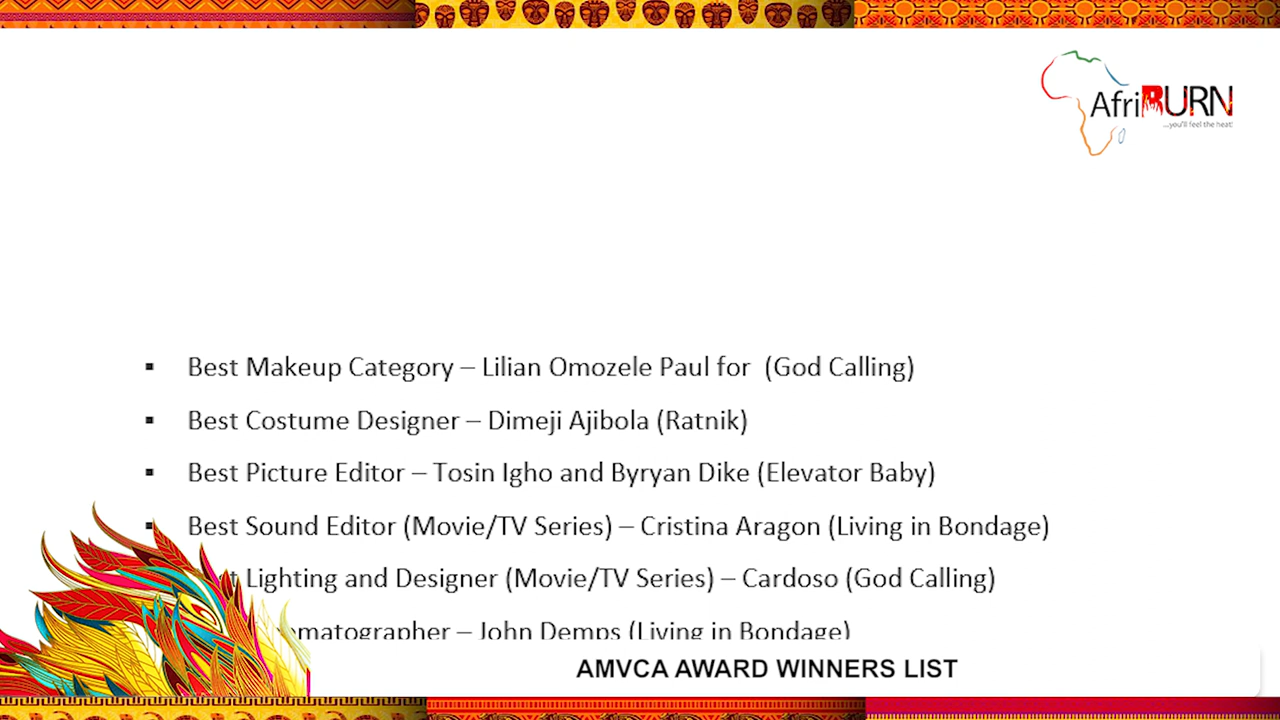 AfriBURN
...you'll feel the heat!
▪ Best Makeup Category – Lilian Omozele Paul for (God Calling)
▪ Best Costume Designer – Dimeji Ajibola (Ratnik)
▪ Best Picture Editor – Tosin Igho and Byryan Dike (Elevator Baby)
▪ Best Sound Editor (Movie/TV Series) – Cristina Aragon (Living in Bondage)
Lighting and Designer (Movie/TV Series) – Cardoso (God Calling)
ematographer – John Demps (Living in Bondage)
AMVCA AWARD WINNERS LIST